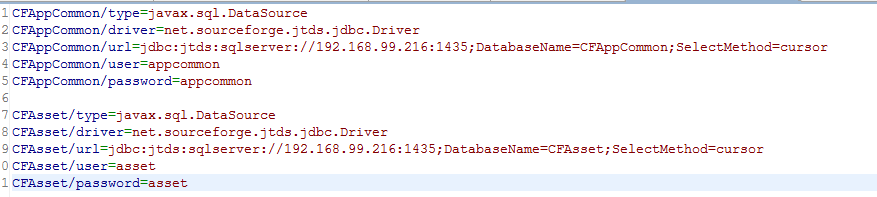 1 CFAppCommon/type=javax.sql.DataSource
2 CFAppCommon/driver=net.sourceforge.jtds.jdbc.Driver
3 CFAppCommon/url=jdbc:jtds:sqlserver://192.168.99.216:1435;DatabaseName=CFAppCommon;SelectMethod=cursor
4 CFAppCommon/user=appcommon
5 CFAppCommon/password=appcommon
6
7 CFAsset/type=javax.sql.DataSource
8 CFAsset/driver=net.sourceforge.jtds.jdbc.Driver
9 CFAsset/url=jdbc:jtds:sqlserver://192.168.99.216:1435;DatabaseName=CFAsset;SelectMethod=cursor
0 CFAsset/user=asset
1 CFAsset/password=asset